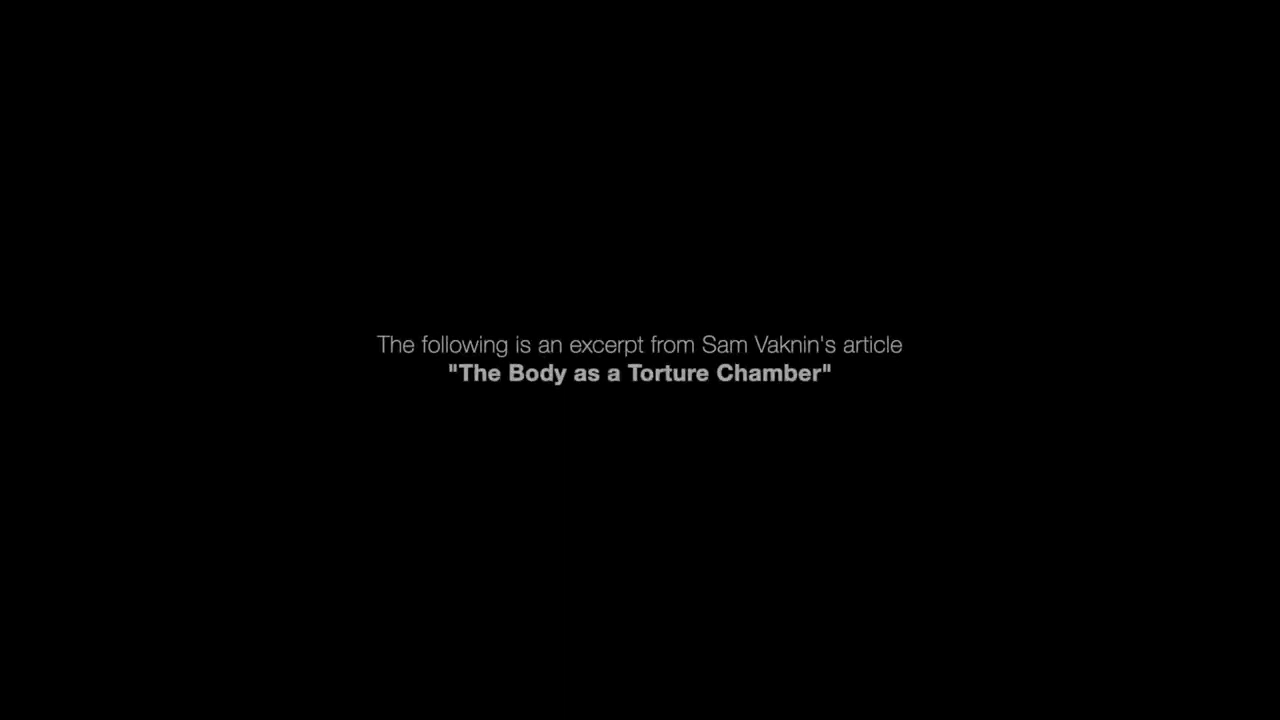 The following is an excerpt from Sam Vaknin's article
"The Body as a Torture Chamber"